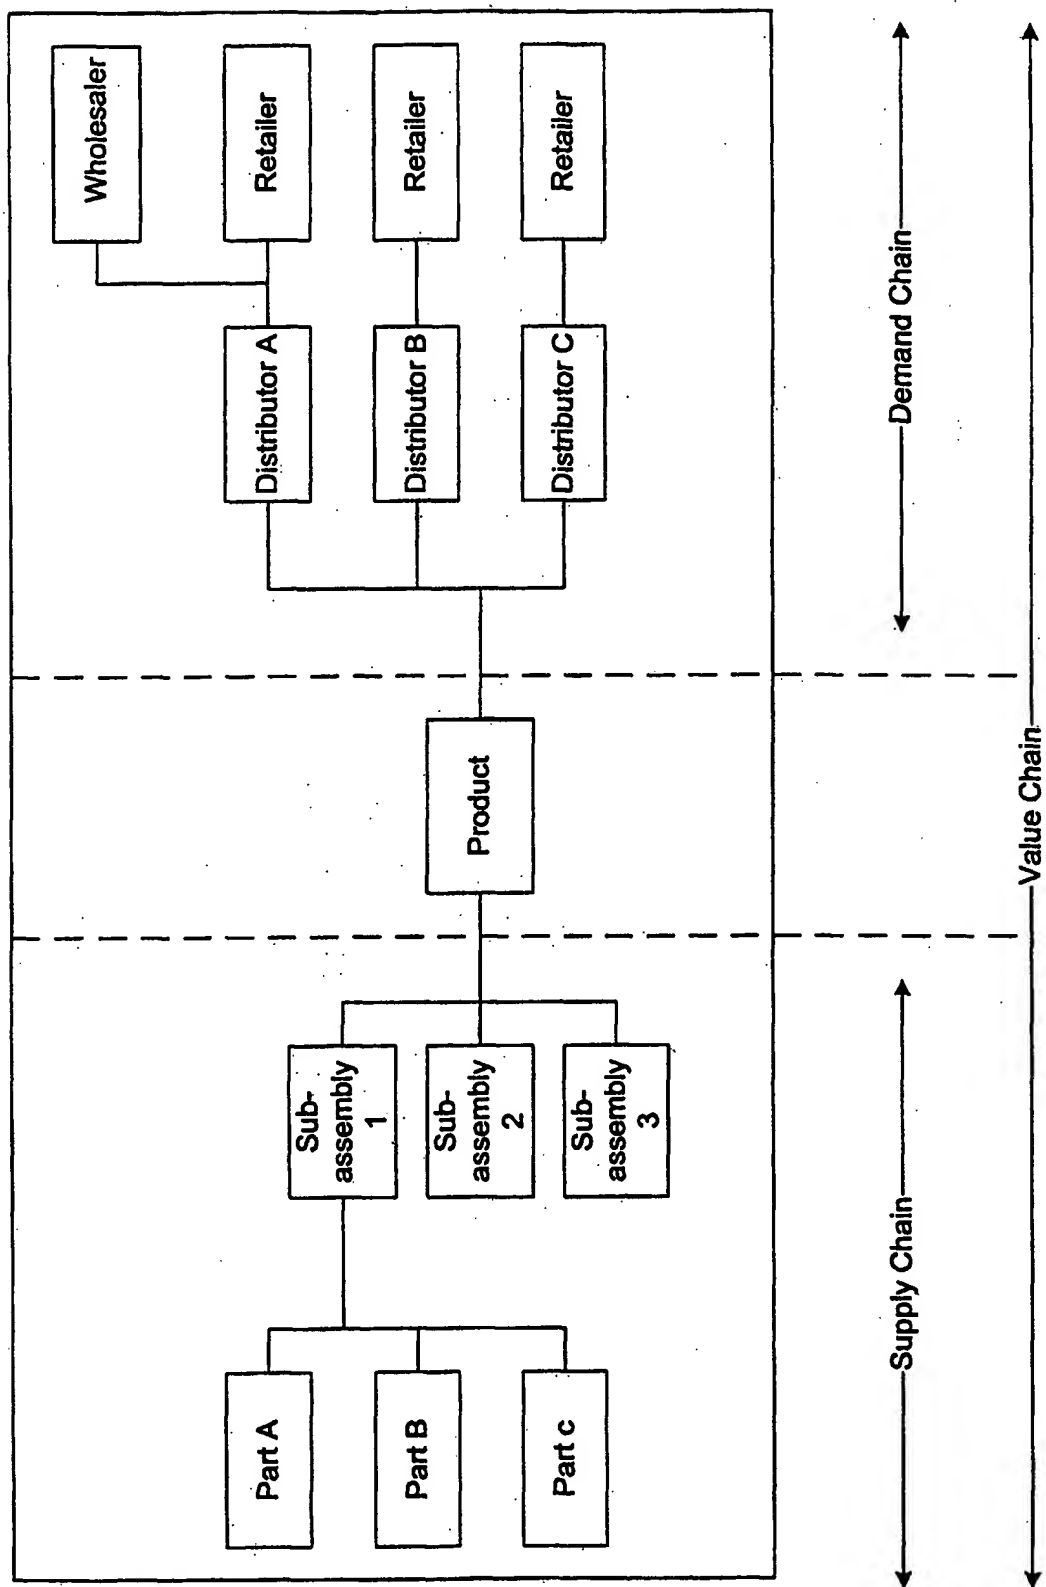 Wholesaler
Retailer
Retailer
Retailer
Distributor A
Distributor B
Distributor C
Product
Sub-
assembly
1
Sub-
assembly
2
Sub-
assembly
3
Part A
Part B
Part c
Demand Chain
Supply Chain
Value Chain